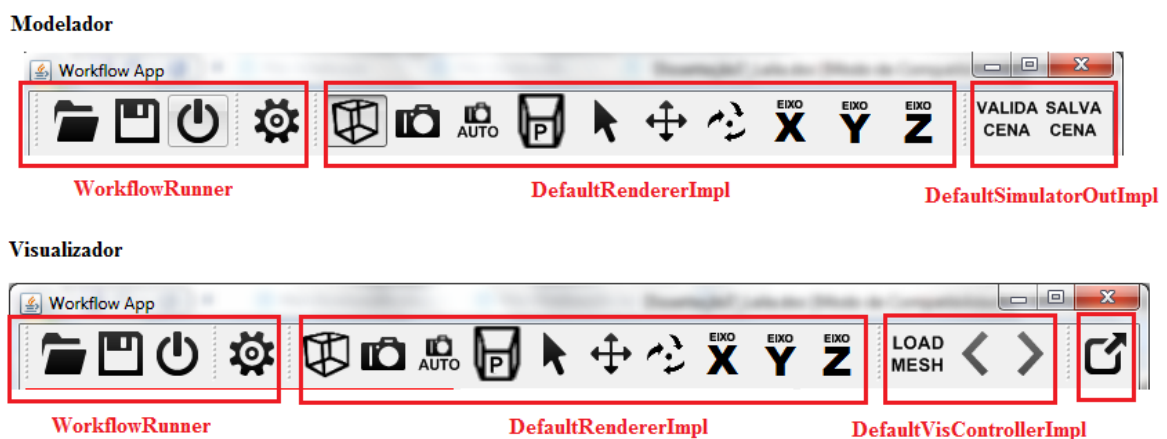 Modelador
Workflow App
AUTO P EIXO X EIXO Y EIXO Z VALIDA CENA SALVA CENA
WorkflowRunner
DefaultRendererImpl
DefaultSimulatorOutImpl
Visualizador
Workflow App
AUTO P EIXO X EIXO Y EIXO Z LOAD MESH
WorkflowRunner
DefaultRendererImpl
DefaultVisControllerImpl